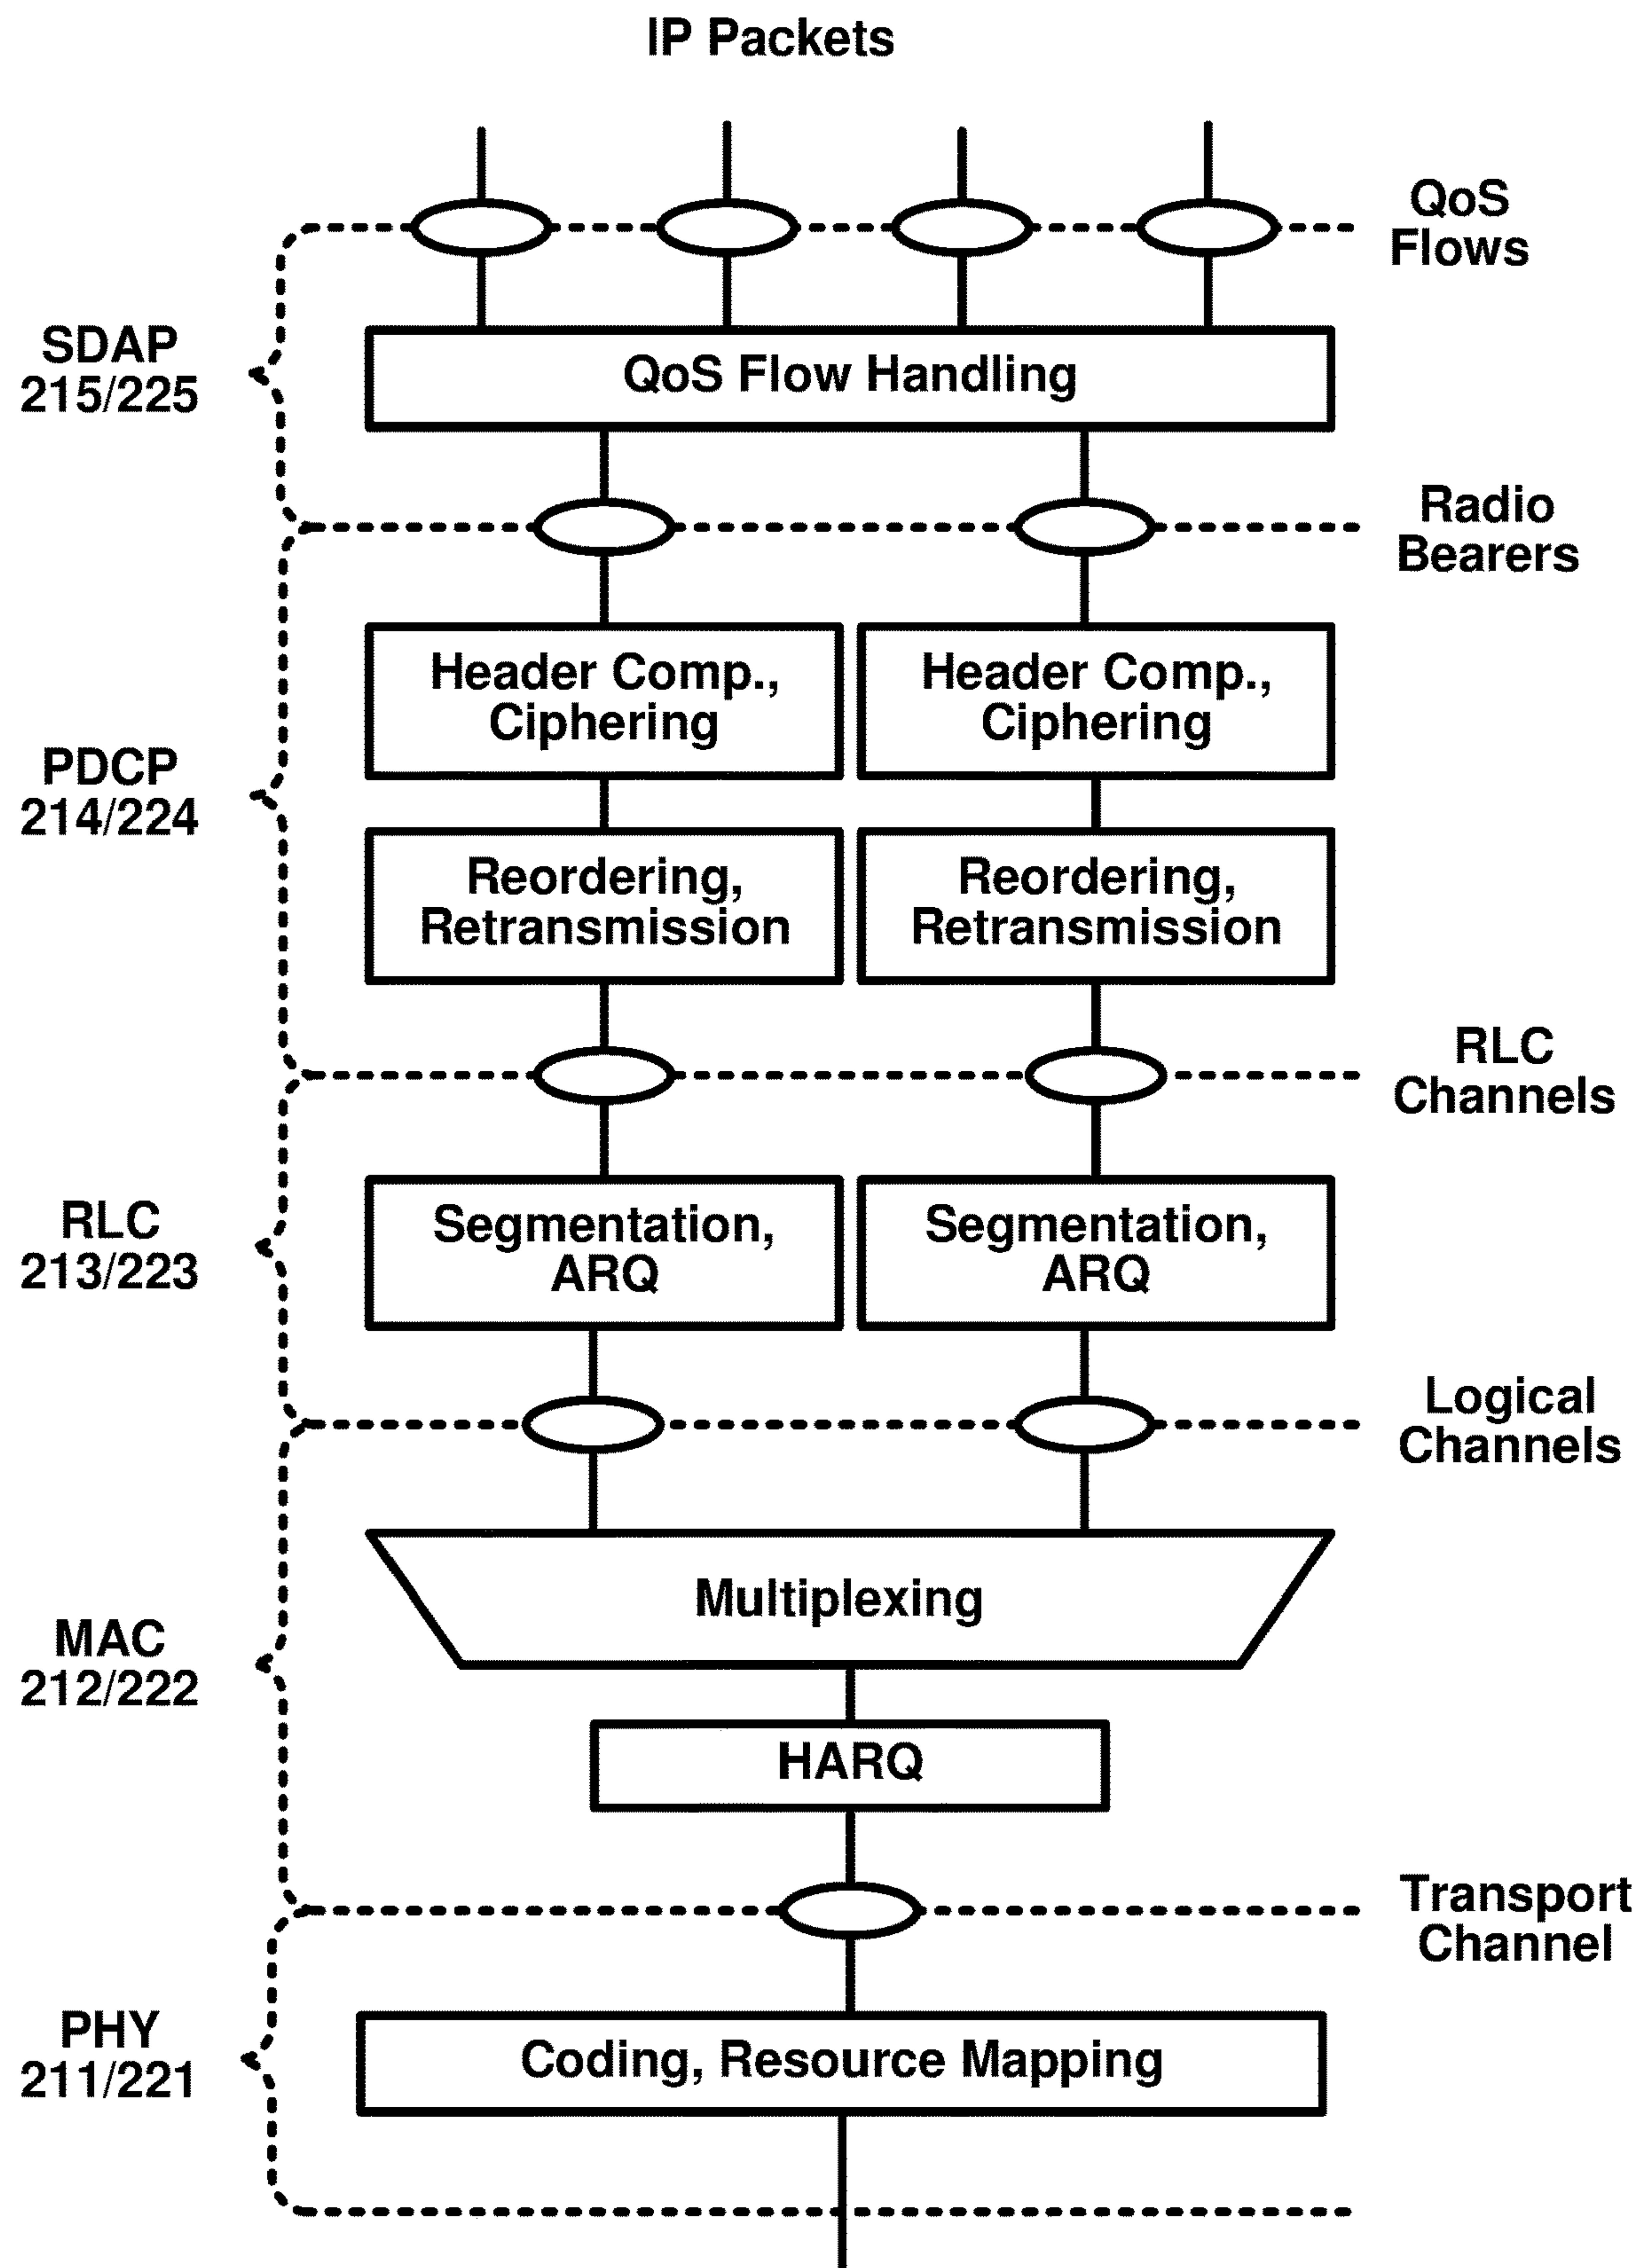 IP Packets
QoS
Flows
SDAP
215/225
QoS Flow Handling
Radio
Bearers
Header Comp.,
Ciphering
Header Comp.,
Ciphering
PDCP
214/224
Reordering,
Retransmission
Reordering,
Retransmission
RLC
Channels
RLC
213/223
Segmentation,
ARQ
Segmentation,
ARQ
Logical
Channels
Multiplexing
MAC
212/222
HARQ
Transport
Channel
PHY
211/221
Coding, Resource Mapping